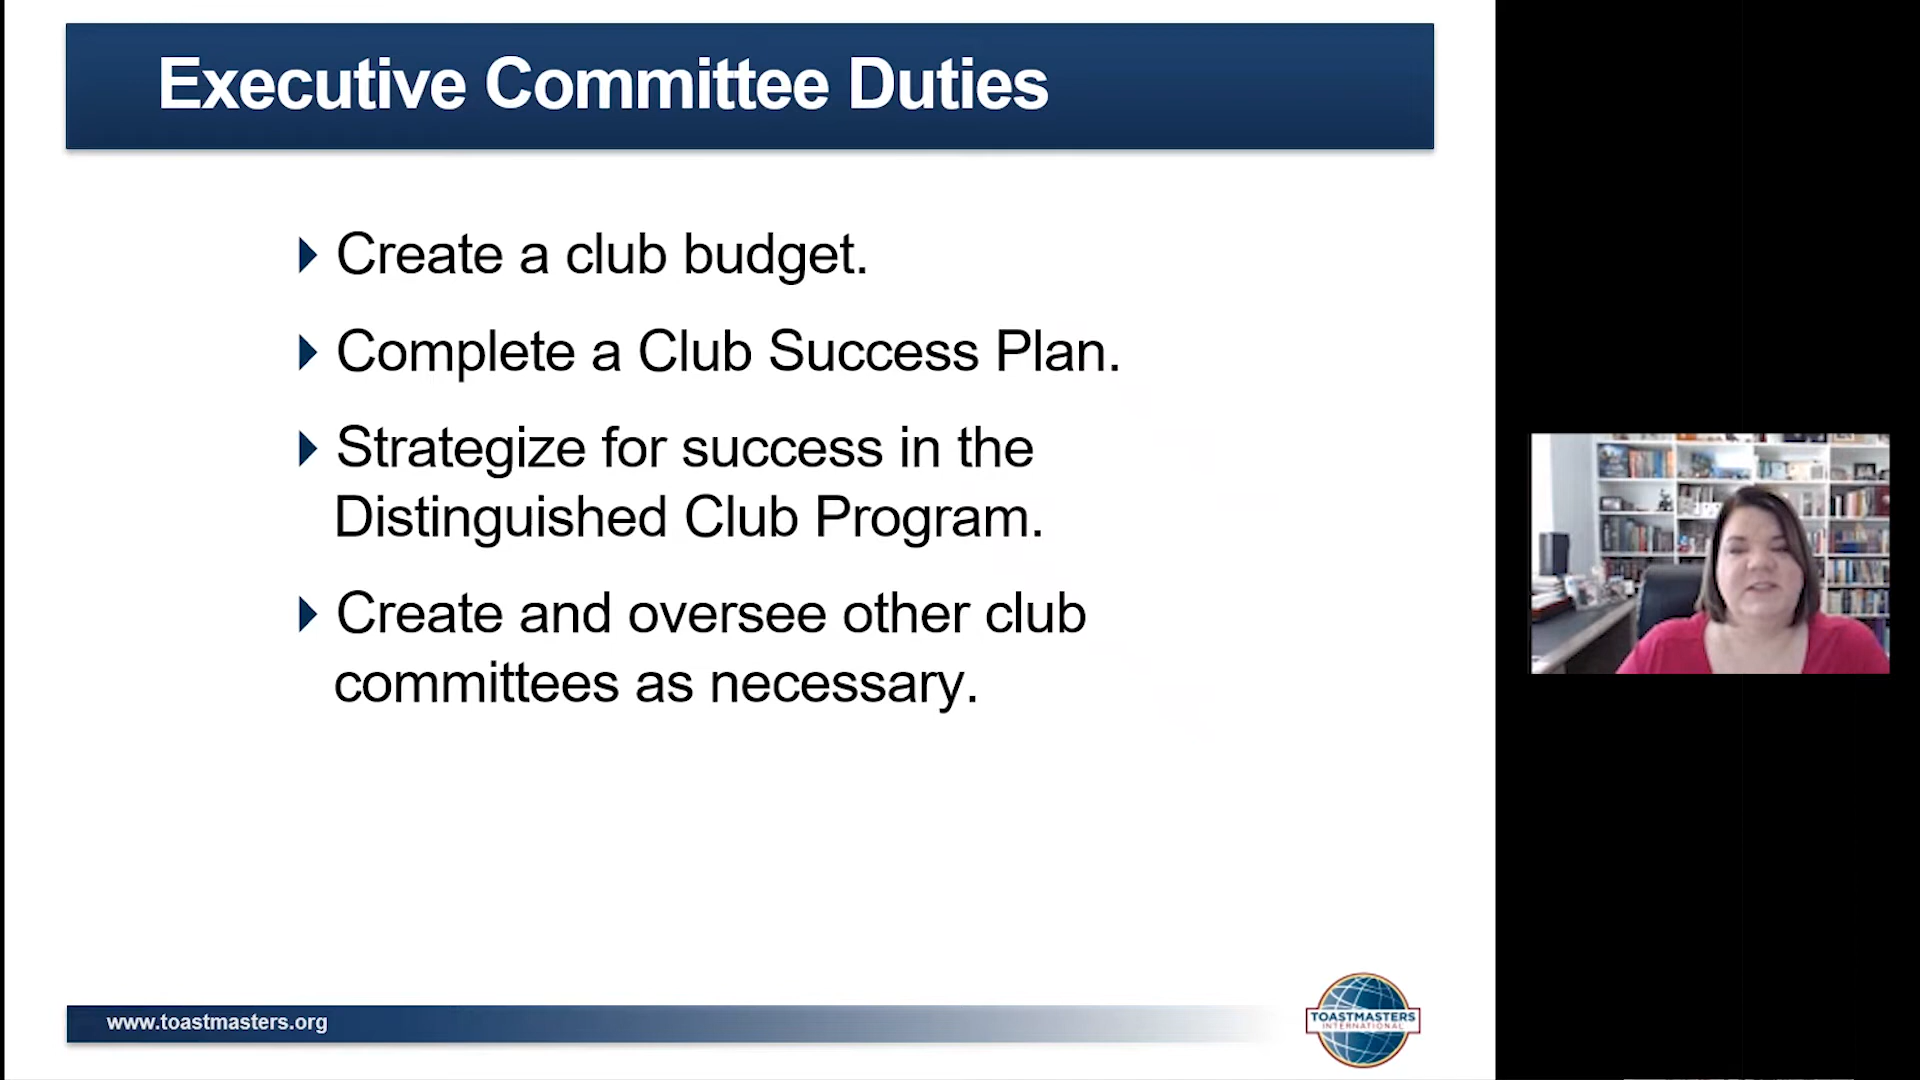 Executive Committee Duties
Create a club budget.
Complete a Club Success Plan.
Strategize for success in the
Distinguished Club Program.
Create and oversee other club
committees as necessary.
www.toastmasters.org
TOASTMASTERS
INTERNATIONAL